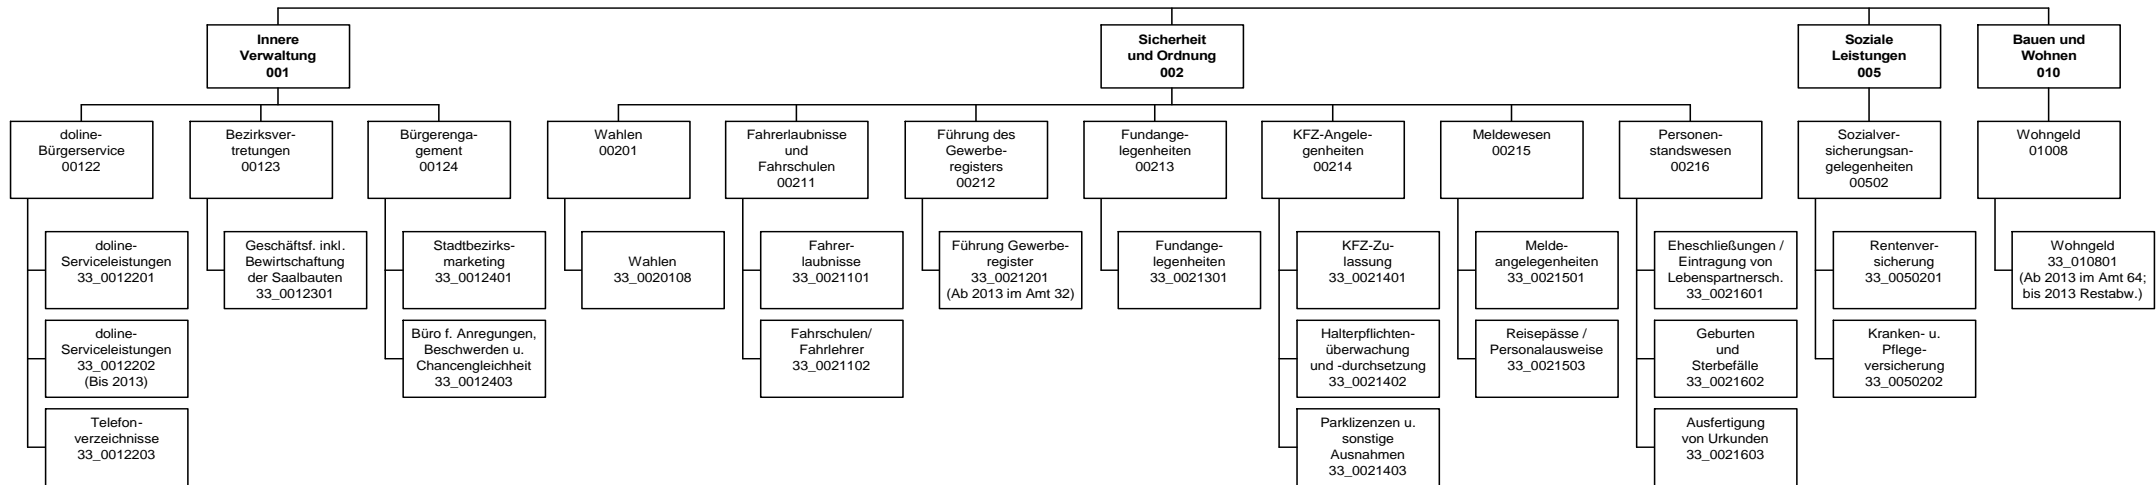 Innere
Verwaltung
001
Sicherheit
und Ordnung
002
Soziale
Leistungen
005
Bauen und
Wohnen
010
doline-
Bürgerservice
00122
Bezirksver-
tretungen
00123
Bürgerenga-
gement
00124
Wahlen
00201
Fahrerlaubnisse
und
Fahrschulen
00211
Führung des
Gewerbe-
registers
00212
Fundange-
legenheiten
00213
KFZ-Angele-
genheiten
00214
Meldewesen
00215
Personen-
standswesen
00216
Sozialver-
sicherungsan-
gelegenheiten
00502
Wohngeld
01008
doline-
Serviceleistungen
33_0012201
Geschäftsf. inkl.
Bewirtschaftung
der Saalbauten
33_0012301
Stadtbezirks-
marketing
33_0012401
Wahlen
33_0020108
Fahrer-
laubnisse
33_0021101
Führung Gewerbe-
register
33_0021201
(Ab 2013 im Amt 32)
Fundange-
legenheiten
33_0021301
KFZ-Zu-
lassung
33_0021401
Melde-
angelegenheiten
33_0021501
Eheschließungen /
Eintragung von
Lebenspartnersch.
33_0021601
Rentenver-
sicherung
33_0050201
Wohngeld
33_010801
(Ab 2013 im Amt 64;
bis 2013 Restabw.)
doline-
Serviceleistungen
33_0012202
(Bis 2013)
Büro f. Anregungen,
Beschwerden u.
Chancengleichheit
33_0012403
Fahrschulen/
Fahrlehrer
33_0021102
Halterpflichten-
überwachung
und -durchsetzung
33_0021402
Reisepässe /
Personalausweise
33_0021503
Geburten
und
Sterbefälle
33_0021602
Kranken- u.
Pflege-
versicherung
33_0050202
Telefon-
verzeichnisse
33_0012203
Parklizenzen u.
sonstige
Ausnahmen
33_0021403
Ausfertigung
von Urkunden
33_0021603